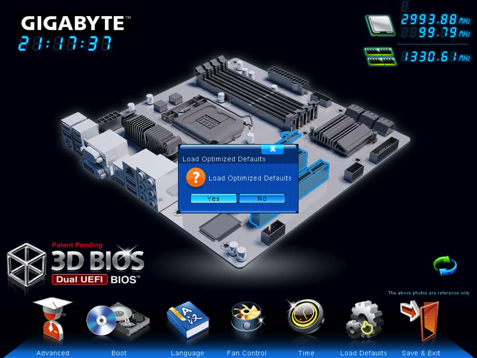 GIGABYTE™
21:17:37
2993.88 MHz
99.79 MHz
1330.61 MHz
X
Load Optimized Defaults
? Load Optimized Defaults
Yes No
Patent Pending
3D BIOS
Dual UEFI BIOS™
The above photos are reference only
Advanced Boot Language Fan Control Time Load Defaults Save & Exit